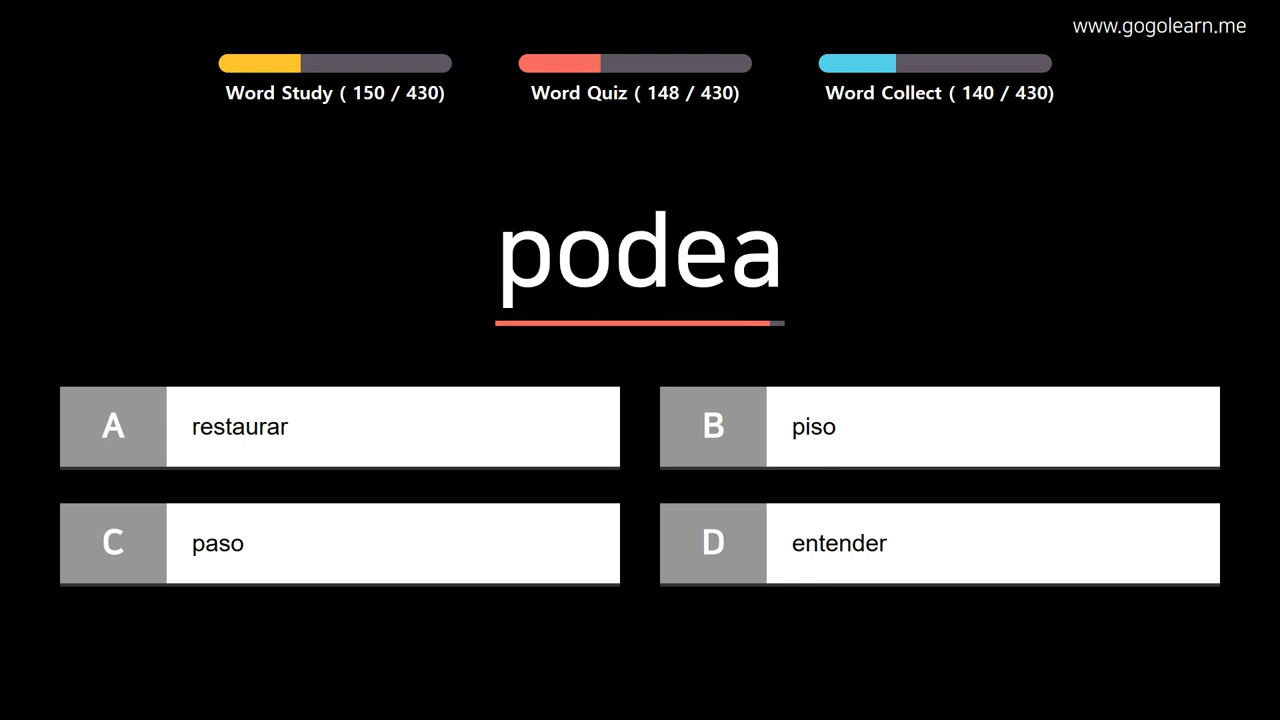 www.gogolearn.me
Word Study ( 150 / 430)
Word Quiz ( 148 / 430)
Word Collect ( 140 / 430)
podea
A
restaurar
B
piso
C
paso
D
entender